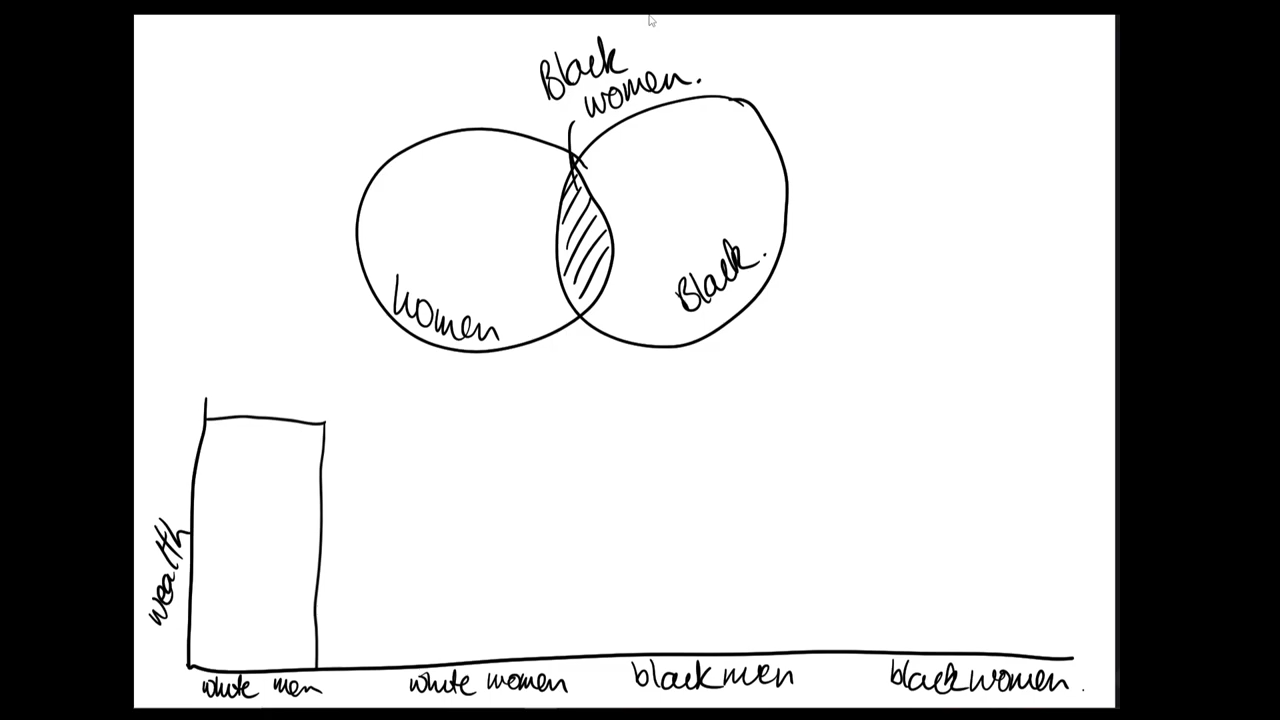 Black
women.
women
Black.
wealth
white men
white women
black men
black women.